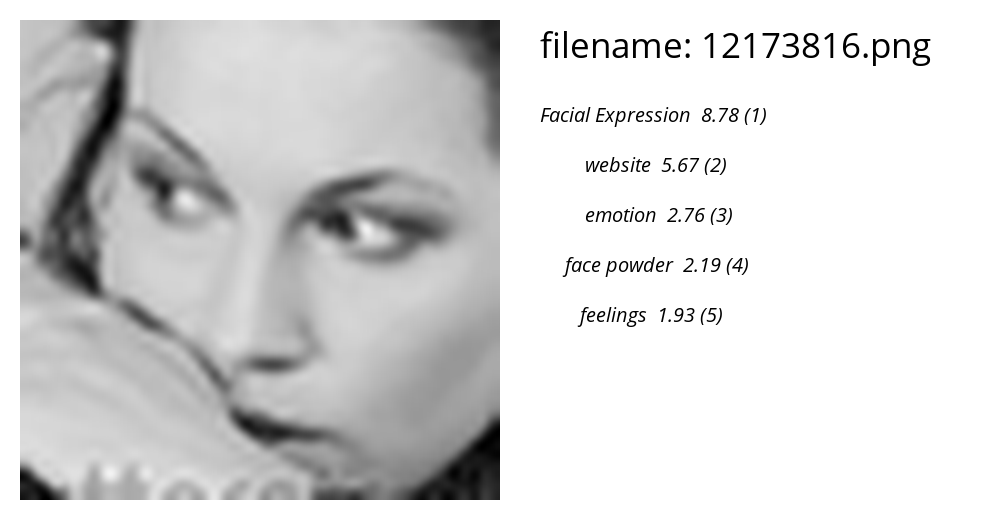 filename: 12173816.png
Facial Expression 8.78 (1)
website 5.67 (2)
emotion 2.76 (3)
face powder 2.19 (4)
feelings 1.93 (5)